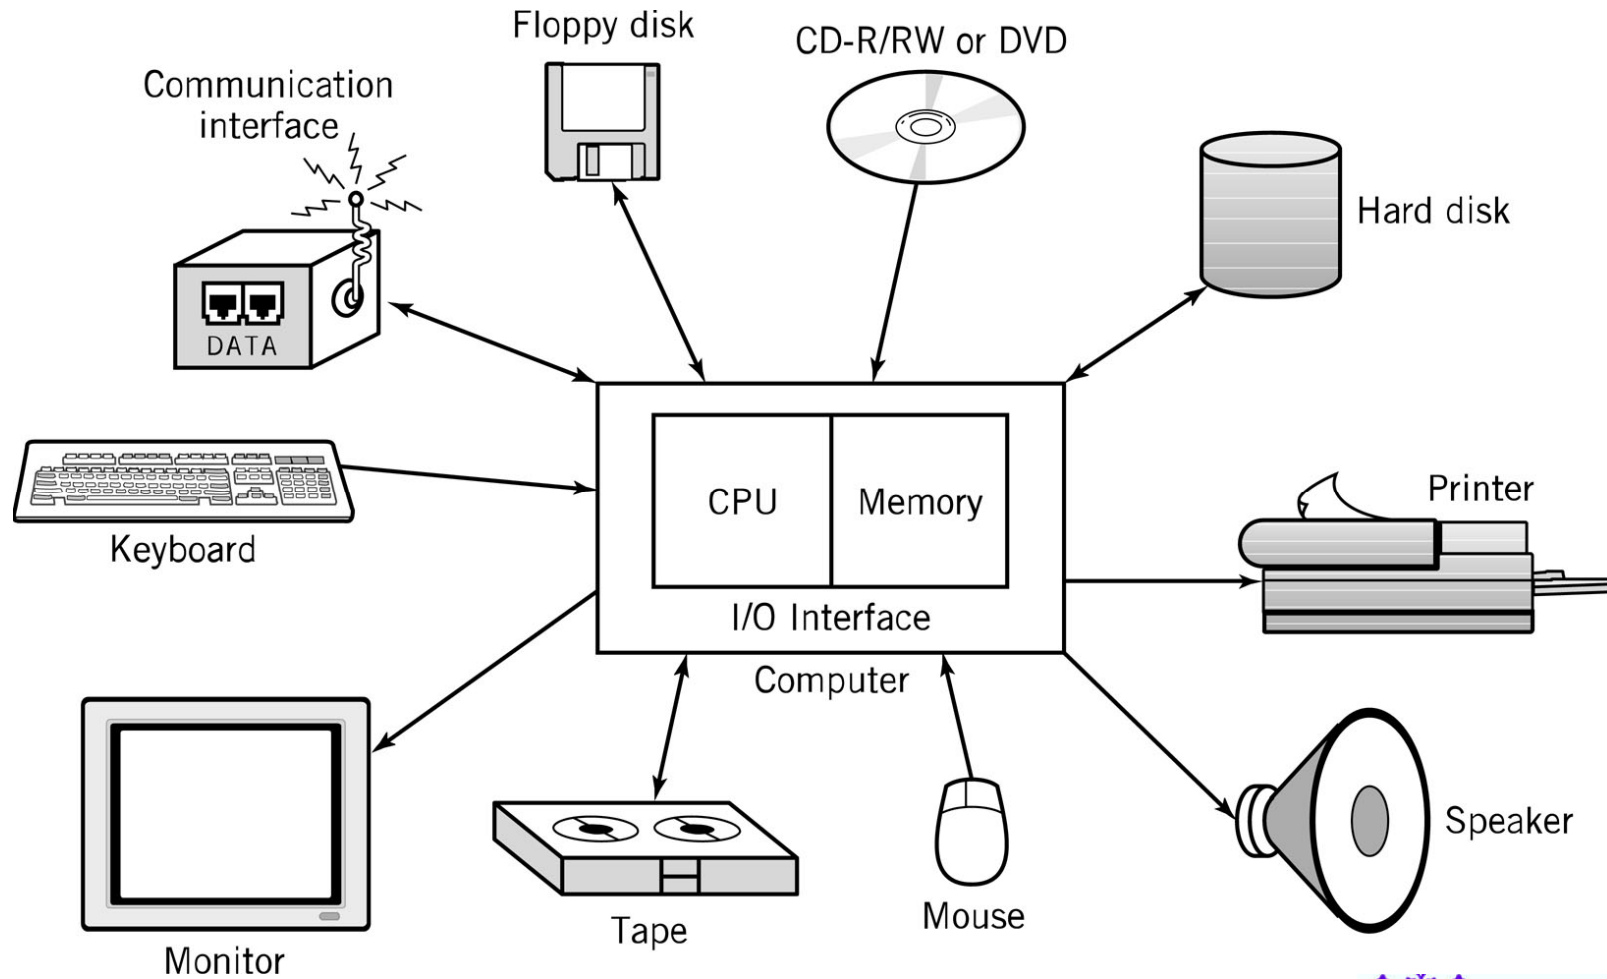 Floppy disk
CD-R/RW or DVD
Communication
interface
Hard disk
DATA
Keyboard
CPU
Memory
Printer
I/O Interface
Computer
Speaker
Tape
Mouse
Monitor